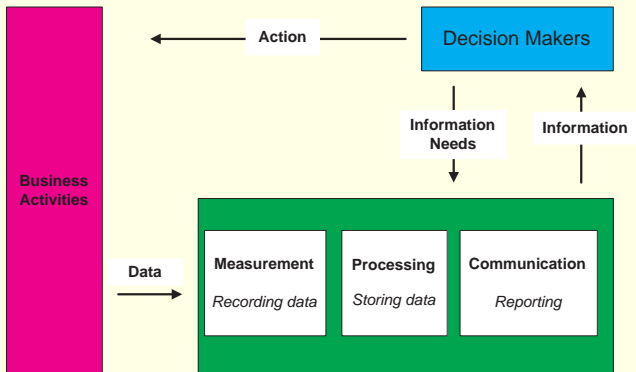 Action
Decision Makers
Information
Needs
Information
Business
Activities
Data
Measurement
Recording data
Processing
Storing data
Communication
Reporting